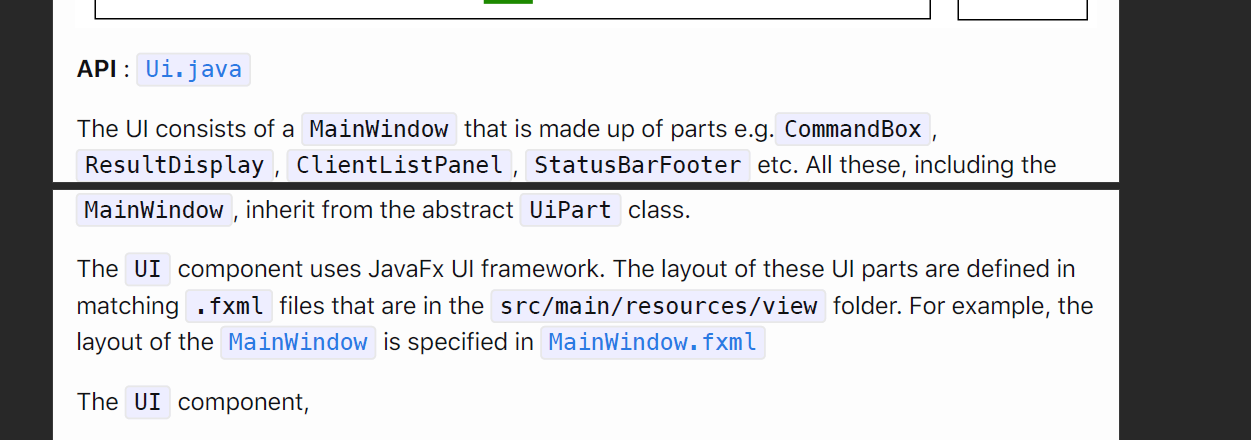 API : Ui.java
The UI consists of a MainWindow that is made up of parts e.g. CommandBox,
ResultDisplay, ClientListPanel, StatusBarFooter etc. All these, including the
MainWindow, inherit from the abstract UiPart class.
The UI component uses JavaFx UI framework. The layout of these UI parts are defined in
matching .fxml files that are in the src/main/resources/view folder. For example, the
layout of the MainWindow is specified in MainWindow.fxml
The UI component,